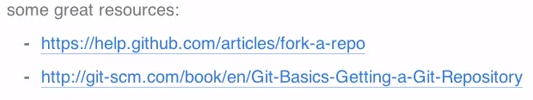 some great resources:
- https://help.github.com/articles/fork-a-repo
- http://git-scm.com/book/en/Git-Basics-Getting-a-Git-Repository